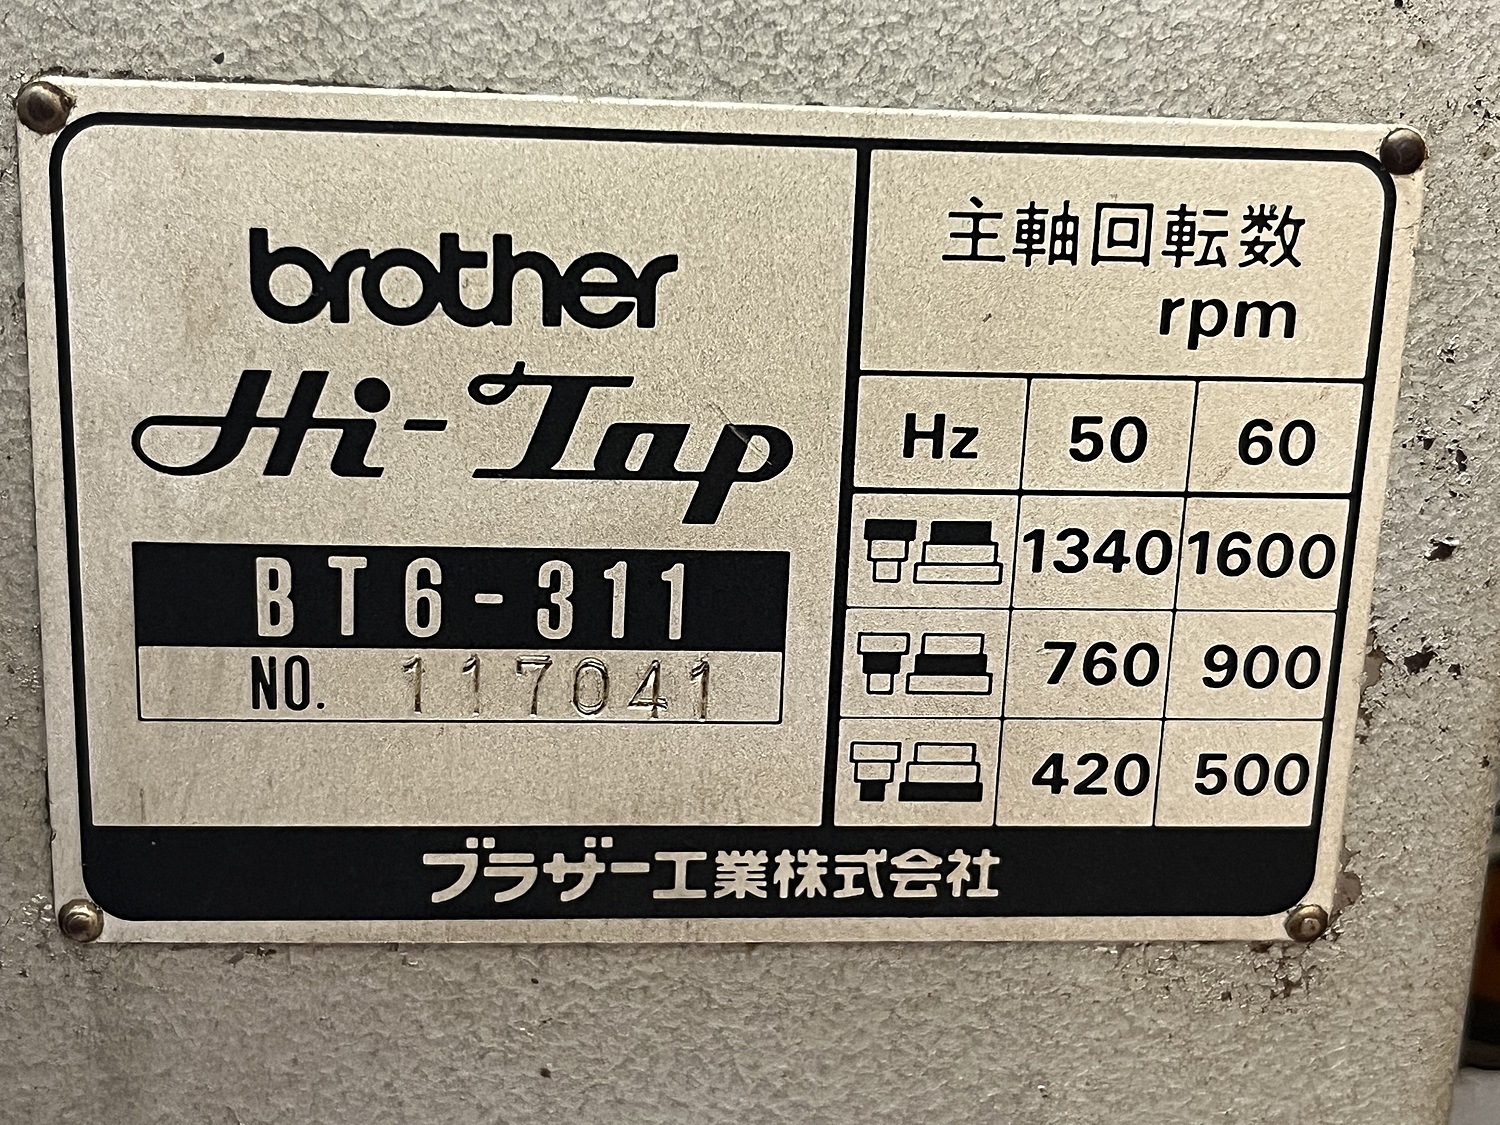 brother
Hi-Tap
BT6-311
NO. 117041
主軸回転数
rpm
Hz 50 60
1340 1600
760 900
420 500
ブラザー工業株式会社